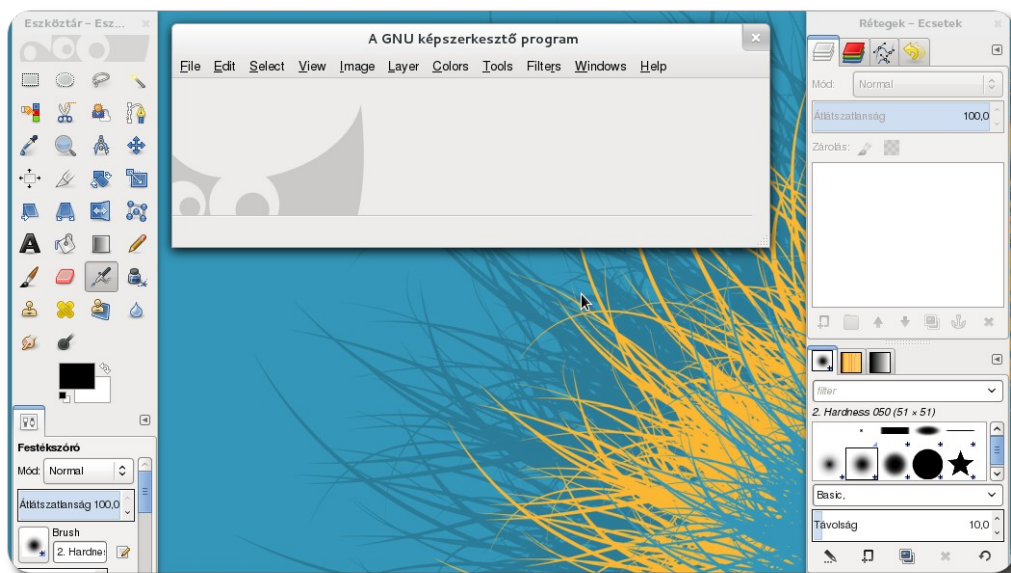 Eszköztár – Esz...
A GNU képszerkesztő program
File Edit Select View Image Layer Colors Tools Filters Windows Help
Festékszóró
Mód: Normal
Átlátszatlanság 100,0
Brush
2. Hardne
Rétegek – Ecsetek
Mód: Normal
Átlátszatlanság 100,0
Zárolás:
filter
2. Hardness 050 (51 × 51)
Basic,
Távolság 10,0